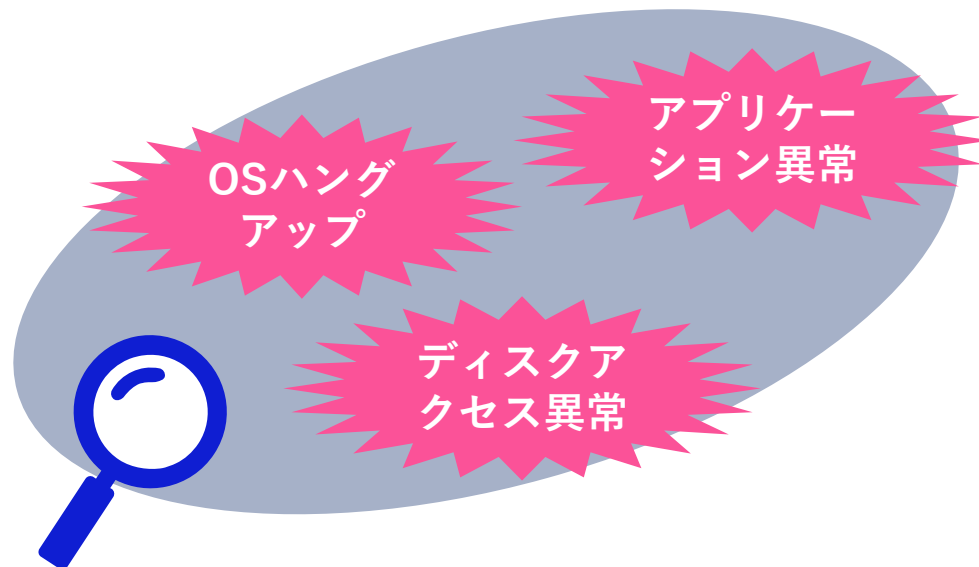 OSハング
アップ
アプリケー
ション異常
ディスクア
クセス異常